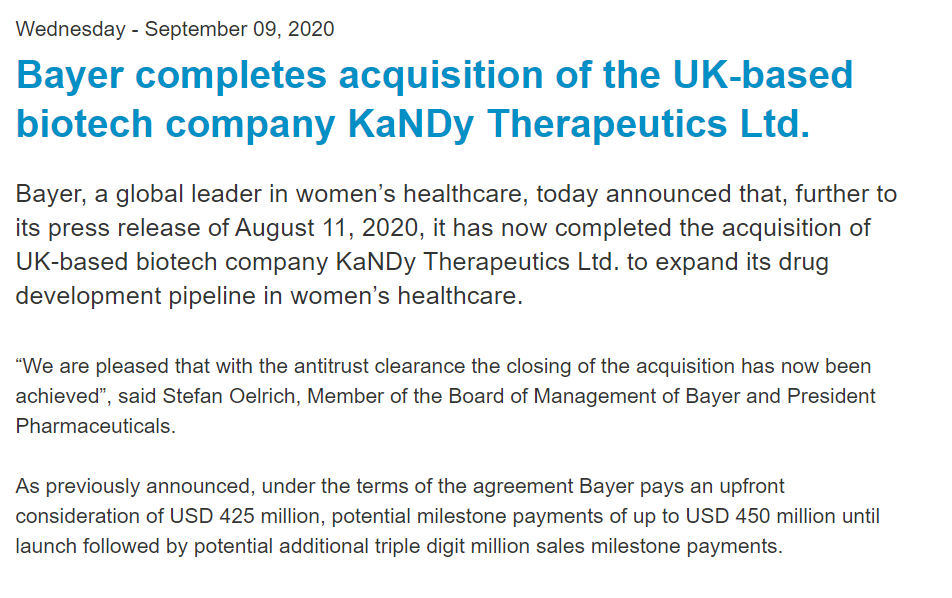 Wednesday - September 09, 2020
Bayer completes acquisition of the UK-based
biotech company KaNDy Therapeutics Ltd.
Bayer, a global leader in women’s healthcare, today announced that, further to
its press release of August 11, 2020, it has now completed the acquisition of
UK-based biotech company KaNDy Therapeutics Ltd. to expand its drug
development pipeline in women’s healthcare.
“We are pleased that with the antitrust clearance the closing of the acquisition has now been
achieved”, said Stefan Oelrich, Member of the Board of Management of Bayer and President
Pharmaceuticals.
As previously announced, under the terms of the agreement Bayer pays an upfront
consideration of USD 425 million, potential milestone payments of up to USD 450 million until
launch followed by potential additional triple digit million sales milestone payments.